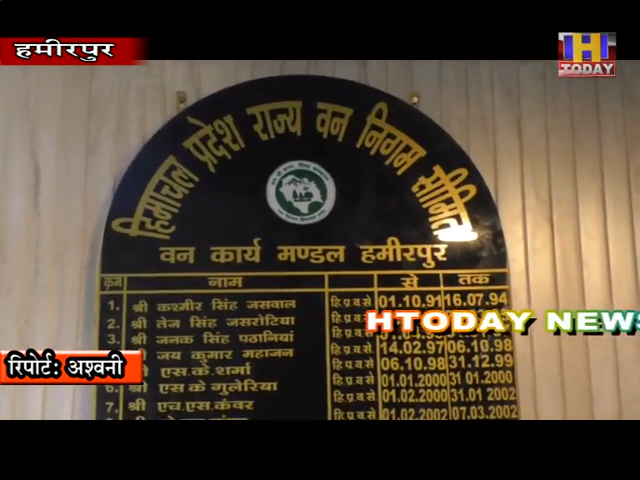 हमीरपुर
H TODAY
हिमाचल प्रदेश राज्य वन निगम सीमित
वन कार्य मण्डल हमीरपुर
क्रम नाम से तक
1. श्री कश्मीर सिंह जसवाल हि.प्र.व.से 01.10.91 16.07.94
2. श्री तेज सिंह जसरोटिया हि.प्र.व.से
3. श्री जनक सिंह पठानियां हि.प्र.व.से
जय कुमार महाजन हि.प्र.व.से 14.02.97 06.10.98
एस.के.शर्मा हि.प्र.व.से 06.10.98 31.12.99
श्री एस के गुलेरिया हि.प्र.व.से 01.01.2000 31 01.2000
7. श्री एच.एस.कंवर हि.प्र.व.से 01.02.2000 31.01 2002
हि.प्र.व.से 01.02.2002 07.03.2002
HTODAY NEWS
रिपोर्ट: अश्वनी